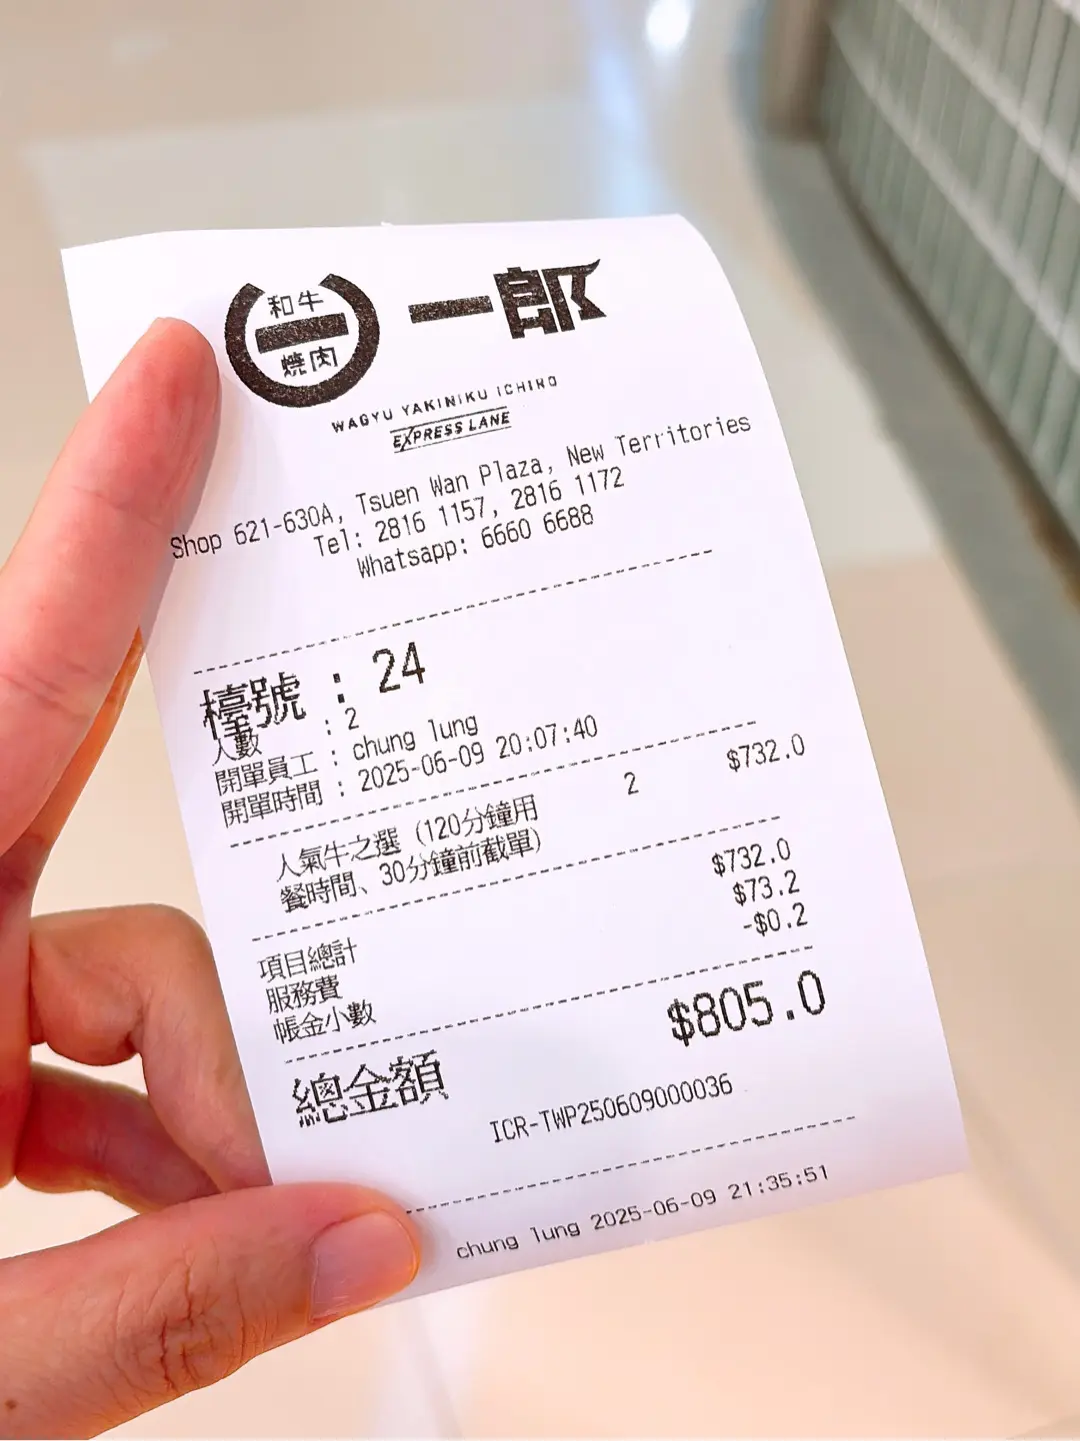 和牛
一
燒肉
一郎
WAGYU YAKINIKU ICHIRO
EXPRESS LANE
Shop 621-630A, Tsuen Wan Plaza, New Territories
Tel: 2816 1157, 2816 1172
Whatsapp: 6660 6688
檯號 : 24
人數 : 2
開單員工 : chung lung
開單時間 : 2025-06-09 20:07:40
人氣牛之選 (120分鐘用 2 $732.0
餐時間、30分鐘前截單)
項目總計 $732.0
服務費 $73.2
帳金小數 -$0.2
總金額 $805.0
ICR-TWP250609000036
chung lung 2025-06-09 21:35:51